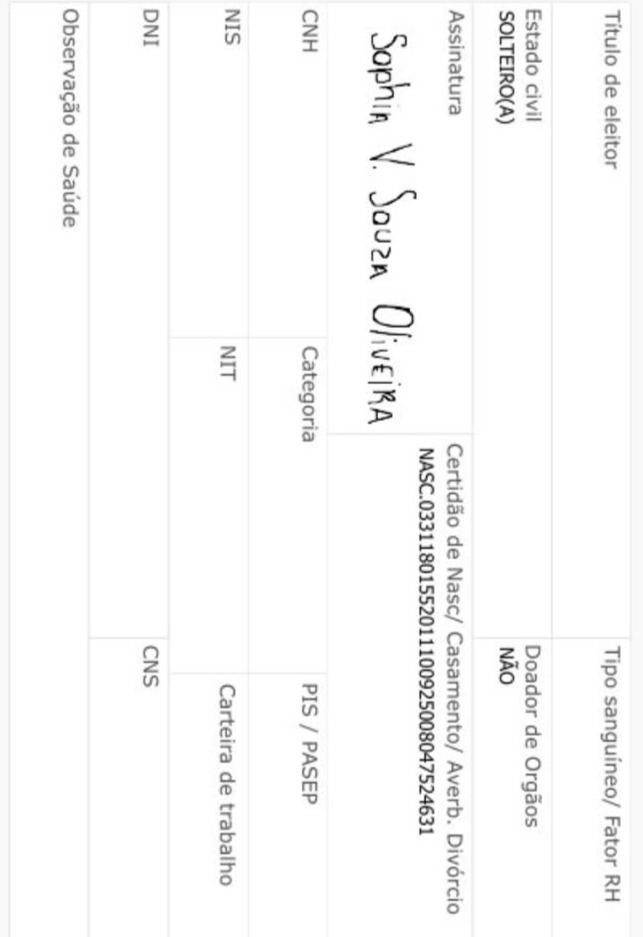 Título de eleitor
Tipo sanguíneo/ Fator RH
Estado civil
SOLTEIRO(A)
Doador de Orgãos
NÃO
Assinatura
Sophia V. Souza Oliveira
Certidão de Nasc/ Casamento/ Averb. Divórcio
NASC.03311801552011100925008047524631
CNH
Categoria
PIS / PASEP
NIS
NIT
Carteira de trabalho
DNI
CNS
Observação de Saúde